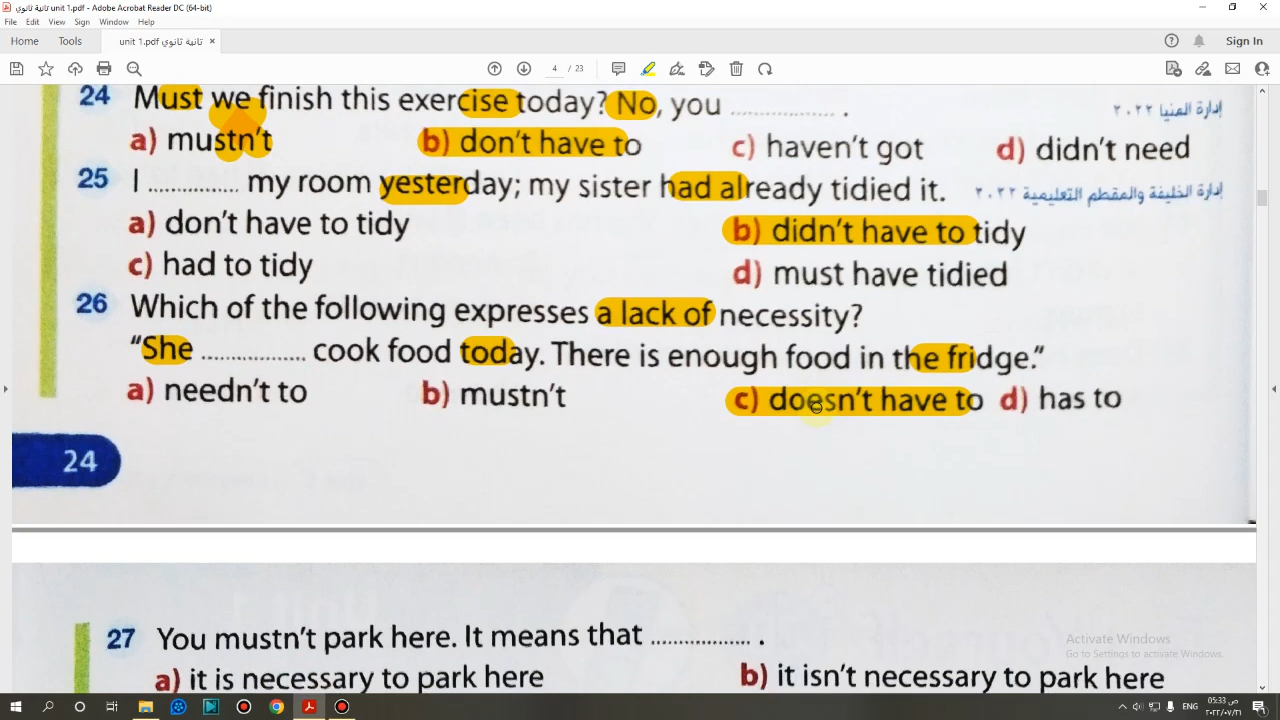 ثانية ثانوي unit 1.pdf - Adobe Acrobat Reader DC (64-bit)
File Edit View Sign Window Help
Home Tools ثانية ثانوي unit 1.pdf × Sign In
4 / 23
24 Must we finish this exercise today? No, you ................ . إدارة المنيا ٢٠٢٢
a) mustn't b) don't have to c) haven't got d) didn't need
25 I .............. my room yesterday; my sister had already tidied it. إدارة الخليفة والمقطم التعليمية ٢٠٢٢
a) don't have to tidy b) didn't have to tidy
c) had to tidy d) must have tidied
26 Which of the following expresses a lack of necessity?
"She ................ cook food today. There is enough food in the fridge."
a) needn't to b) mustn't c) doesn't have to d) has to
24
27 You mustn't park here. It means that ................ .
a) it is necessary to park here b) it isn't necessary to park here
Activate Windows
Go to Settings to activate Windows.
ENG 05:33 ص